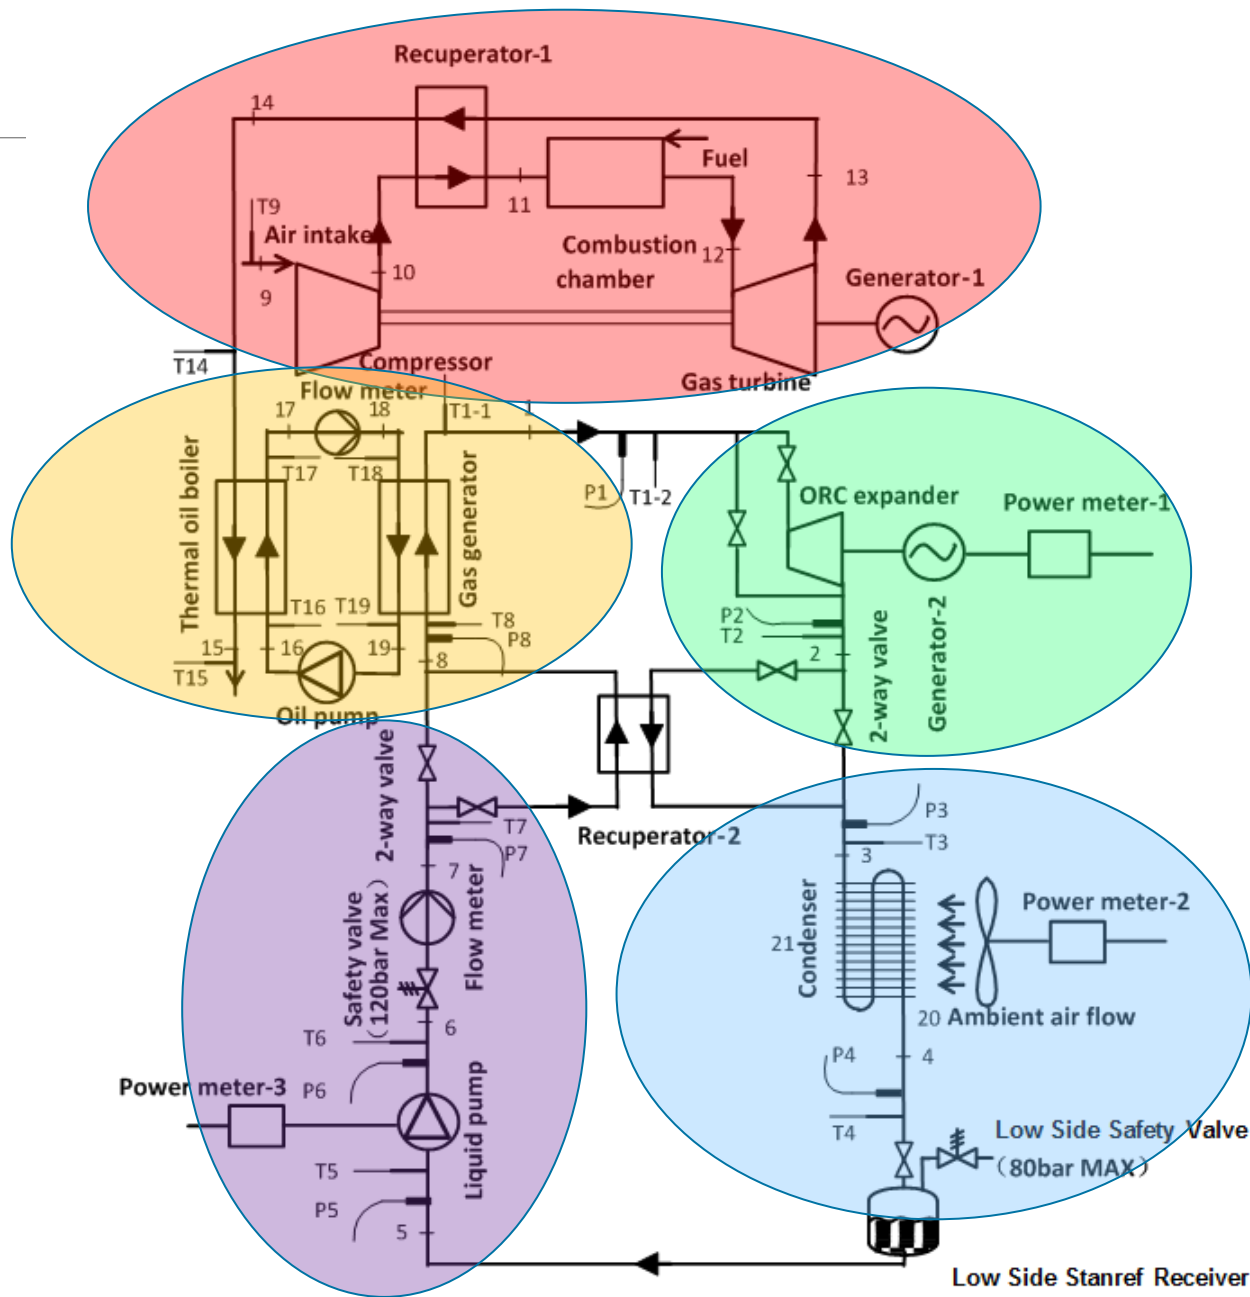 Recuperator-1
14
Fuel
11
13
T9
Air intake
Combustion
chamber
12
10
9
Generator-1
T14
Compressor
Gas turbine
Flow meter
17
18
T1-1
1
T17
T18
P1
T1-2
Thermal oil boiler
Gas generator
ORC expander
Power meter-1
T16
T19
T8
P8
P2
T2
15
16
19
8
2
T15
Oil pump
2-way valve
Generator-2
2-way valve
T7
P7
Recuperator-2
P3
T3
7
3
Safety valve
(120bar Max)
Flow meter
Condenser
21
Power meter-2
20
Ambient air flow
T6
6
P6
4
P4
T4
Power meter-3
Liquid pump
Low Side Safety Valve
(80bar MAX)
T5
P5
5
Low Side Stanref Receiver